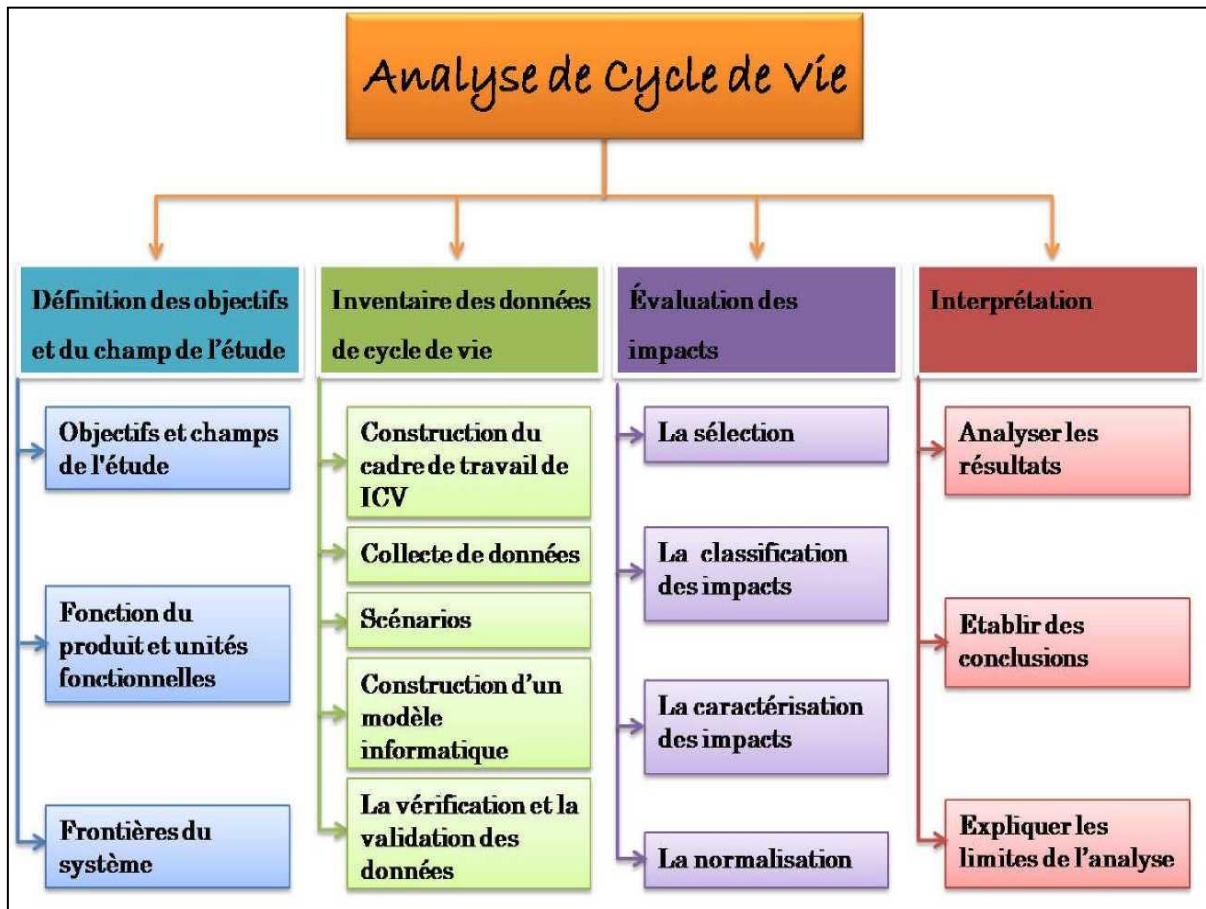 Analyse de Cycle de Vie
Définition des objectifs
et du champ de l'étude
Objectifs et champs
de l'étude
Fonction du
produit et unités
fonctionnelles
Frontières du
système
Inventaire des données
de cycle de vie
Construction du
cadre de travail de
ICV
Collecte de données
Scénarios
Construction d'un
modèle
informatique
La vérification et la
validation des
données
Évaluation des
impacts
La sélection
La classification
des impacts
La caractérisation
des impacts
La normalisation
Interprétation
Analyser les
résultats
Etablir des
conclusions
Expliquer les
limites de l'analyse